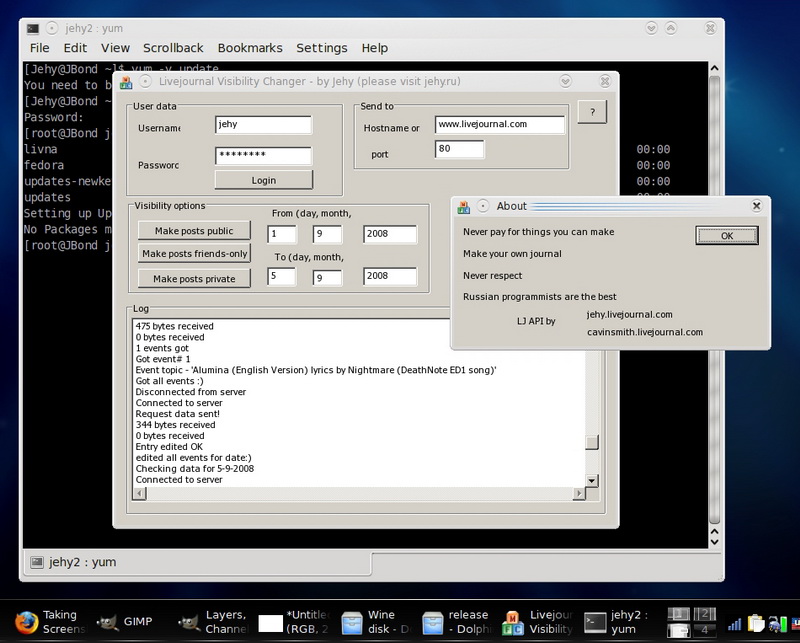 jehy2 : yum
File Edit View Scrollback Bookmarks Settings Help
[Jehy@JBond ~]$ yum -y update
You need to b
[Jehy@JBond ~
Password:
[root@JBond j
livna 00:00
fedora 00:00
updates-newke 00:00
updates
Setting up Up
No Packages m
[root@JBond j
Livejournal Visibility Changer - by Jehy (please visit jehy.ru)
User data
Username jehy
Password ********
Login
Send to
Hostname or www.livejournal.com
port 80
?
Visibility options
Make posts public
Make posts friends-only
Make posts private
From (day, month,
1 9 2008
To (day, month,
5 9 2008
Log
475 bytes received
0 bytes received
1 events got
Got event# 1
Event topic - 'Alumina (English Version) lyrics by Nightmare (DeathNote ED1 song)'
Got all events :)
Disconnected from server
Connected to server
Request data sent!
344 bytes received
0 bytes received
Entry edited OK
edited all events for date:)
Checking data for 5-9-2008
Connected to server
About
Never pay for things you can make
OK
Make your own journal
Never respect
Russian programmists are the best
LJ API by jehy.livejournal.com
cavinsmith.livejournal.com
jehy2 : yum
Taking
Screens
GIMP
Layers,
Channe
*Untitle
(RGB, 2
Wine
disk - D
release
- Dolph
Livejou
Visibility
jehy2 :
yum
1 2
3 4